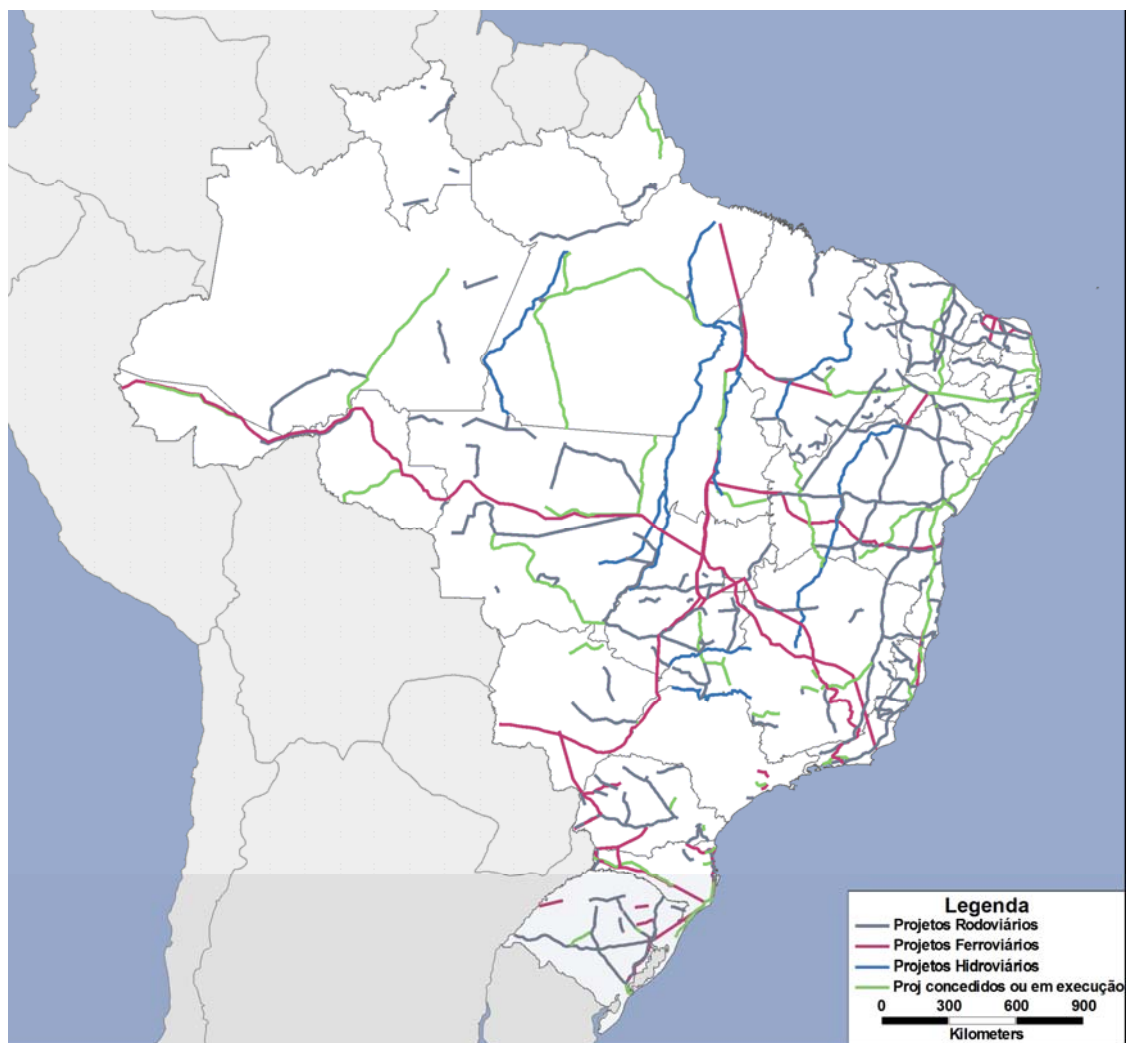 Legenda
Projetos Rodoviários
Projetos Ferroviários
Projetos Hidroviários
Proj concedidos ou em execução
0 300 600 900
Kilometers